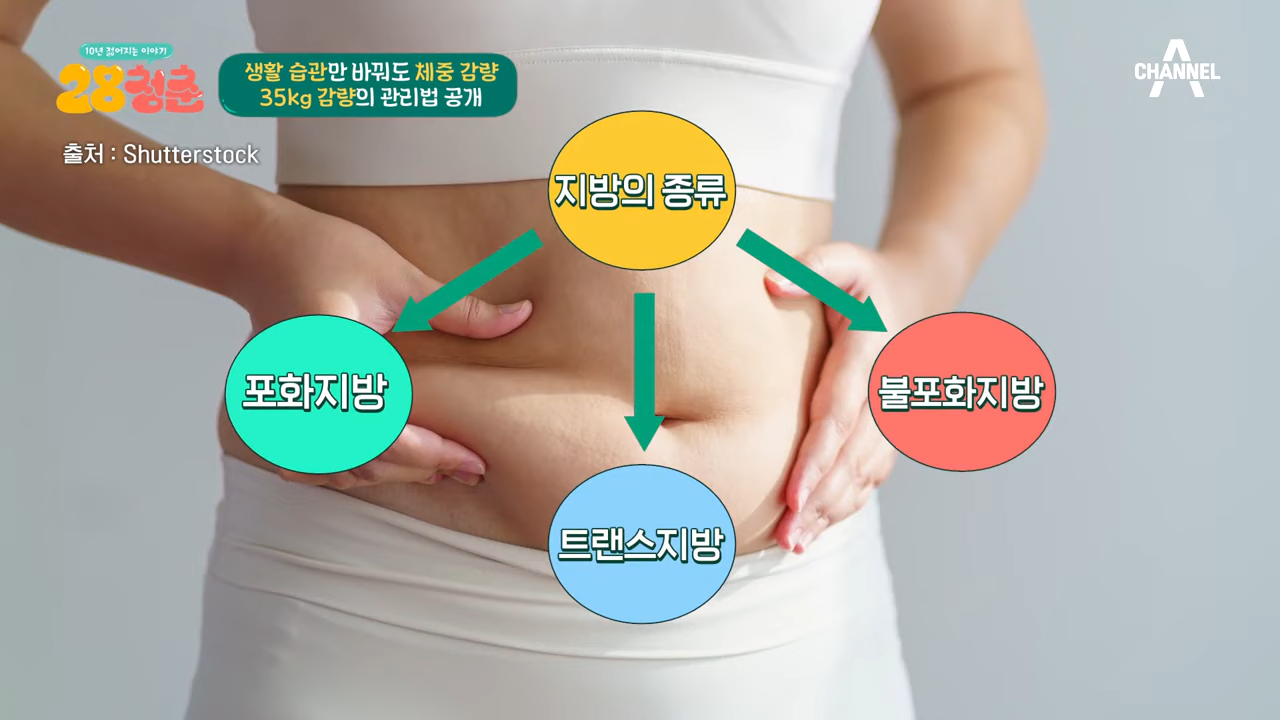 10년 젊어지는 이야기
28청춘
생활 습관만 바꿔도 체중 감량
35kg 감량의 관리법 공개
CHANNEL A
출처 : Shutterstock
지방의 종류
포화지방
불포화지방
트랜스지방